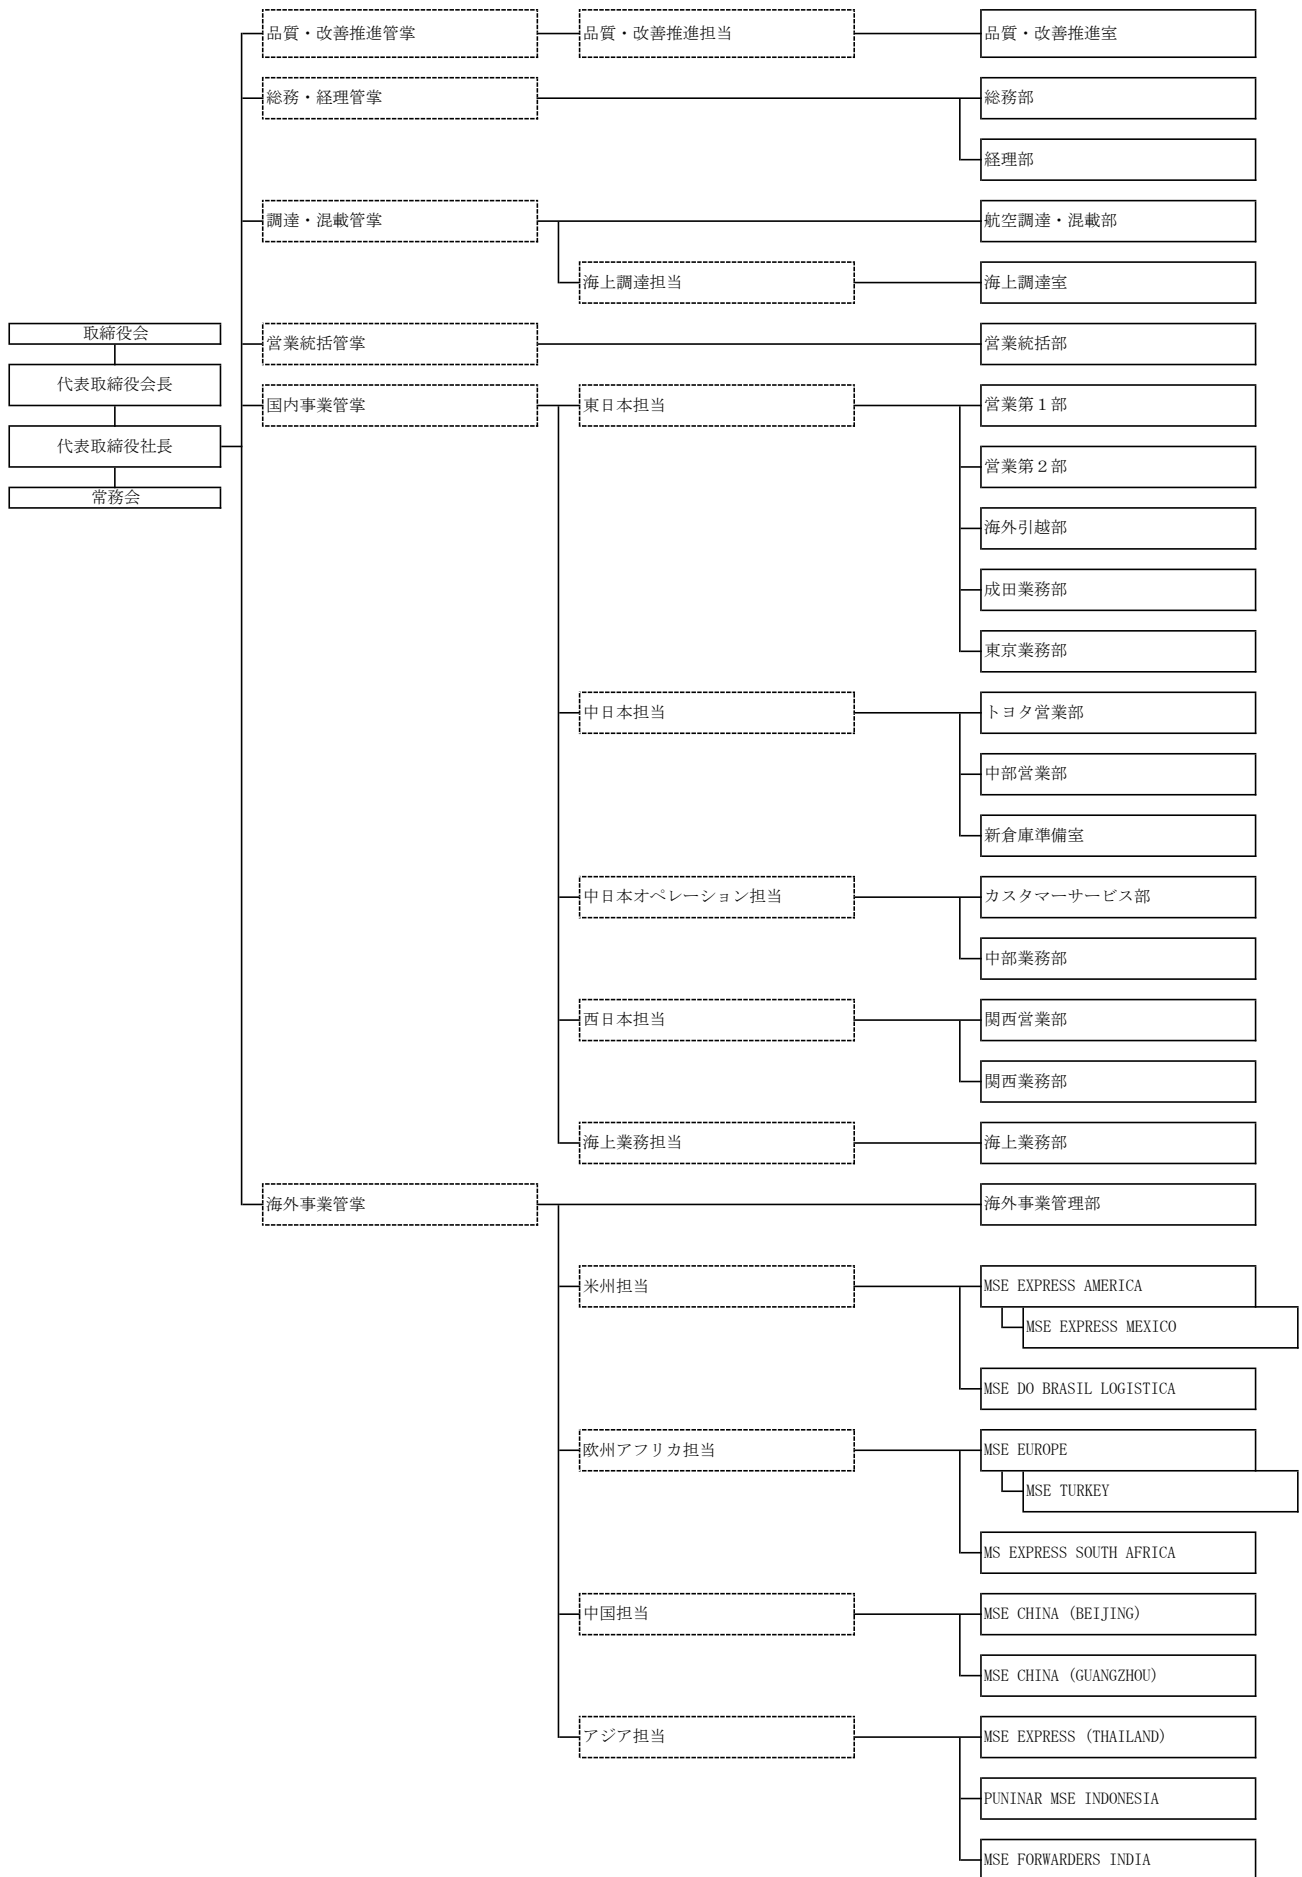 品質・改善推進管掌
品質・改善推進担当
品質・改善推進室
総務・経理管掌
総務部
経理部
調達・混載管掌
航空調達・混載部
海上調達担当
海上調達室
取締役会
代表取締役会長
代表取締役社長
常務会
営業統括管掌
営業統括部
国内事業管掌
東日本担当
営業第１部
営業第２部
海外引越部
成田業務部
東京業務部
中日本担当
トヨタ営業部
中部営業部
新倉庫準備室
中日本オペレーション担当
カスタマーサービス部
中部業務部
西日本担当
関西営業部
関西業務部
海上業務担当
海上業務部
海外事業管掌
海外事業管理部
米州担当
MSE EXPRESS AMERICA
MSE EXPRESS MEXICO
MSE DO BRASIL LOGISTICA
欧州アフリカ担当
MSE EUROPE
MSE TURKEY
MS EXPRESS SOUTH AFRICA
中国担当
MSE CHINA (BEIJING)
MSE CHINA (GUANGZHOU)
アジア担当
MSE EXPRESS (THAILAND)
PUNINAR MSE INDONESIA
MSE FORWARDERS INDIA